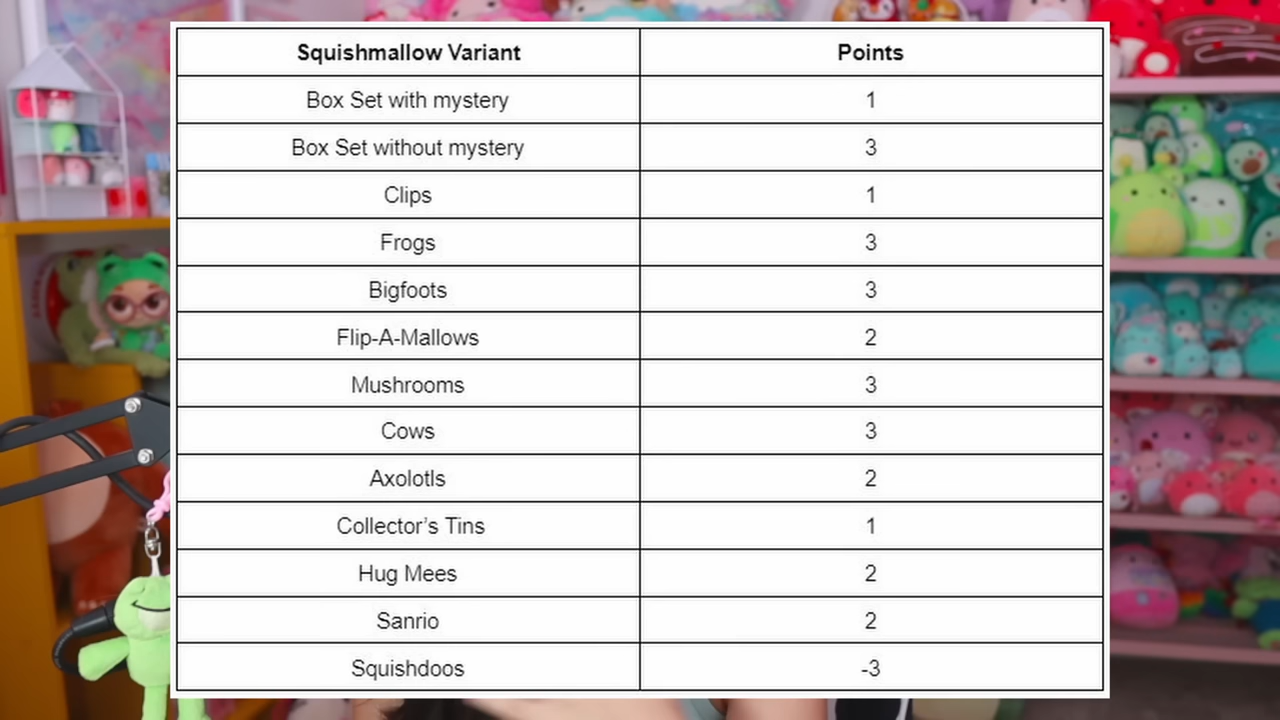 Squishmallow Variant Points
Box Set with mystery 1
Box Set without mystery 3
Clips 1
Frogs 3
Bigfoots 3
Flip-A-Mallows 2
Mushrooms 3
Cows 3
Axolotls 2
Collector's Tins 1
Hug Mees 2
Sanrio 2
Squishdoos -3